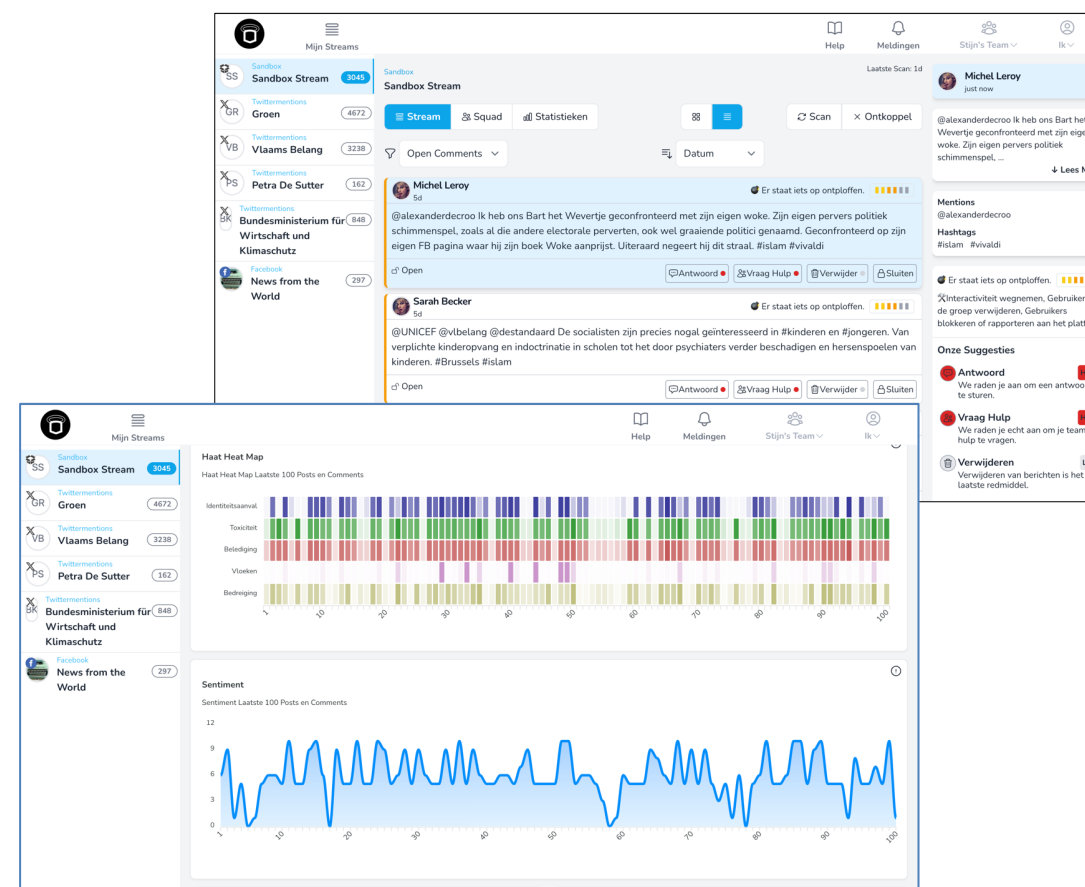 Mijn Streams
Help
Meldingen
Stijn's Team
Ik
SS
Sandbox
Sandbox Stream
3045
GR
Twittermentions
Groen
4672
VB
Twittermentions
Vlaams Belang
3238
PS
Twittermentions
Petra De Sutter
162
BK
Twittermentions
Bundesministerium für
Wirtschaft und
Klimaschutz
848
Facebook
News from the
World
297
Sandbox
Sandbox Stream
Laatste Scan: 1d
Stream
Squad
Statistieken
Scan
× Ontkoppel
Open Comments
Datum
Michel Leroy
5d
Er staat iets op ontploffen.
@alexanderdecroo Ik heb ons Bart het Wevertje geconfronteerd met zijn eigen woke. Zijn eigen pervers politiek
schimmenspel, zoals al die andere electorale perverten, ook wel graaiende politici genaamd. Geconfronteerd op zijn
eigen FB pagina waar hij zijn boek Woke aanprijst. Uiteraard negeert hij dit straal. #islam #vivaldi
Open
Antwoord
Vraag Hulp
Verwijder
Sluiten
Sarah Becker
5d
Er staat iets op ontploffen.
@UNICEF @vlbelang @destandaard De socialisten zijn precies nogal geïnteresseerd in #kinderen en #jongeren. Van
verplichte kinderopvang en indoctrinatie in scholen tot het door psychiaters verder beschadigen en hersenspoelen van
kinderen. #Brussels #islam
Open
Antwoord
Vraag Hulp
Verwijder
Sluiten
Michel Leroy
just now
@alexanderdecroo Ik heb ons Bart het
Wevertje geconfronteerd met zijn
woke. Zijn eigen pervers politiek
schimmenspel, ...
Lees
Mentions
@alexanderdecroo
Hashtags
#islam #vivaldi
Er staat iets op ontploffen.
Interactiviteit wegnemen,
de groep verwijderen, Gebruikers
blokkeren of rapporteren aan het
Onze Suggesties
Antwoord
We raden je aan om een
te sturen.
Vraag Hulp
We raden je echt aan om je team
hulp te vragen.
Verwijderen
Verwijderen van berichten is het
laatste redmiddel.
Mijn Streams
Help
Meldingen
Stijn's Team
Ik
SS
Sandbox
Sandbox Stream
3045
GR
Twittermentions
Groen
4672
VB
Twittermentions
Vlaams Belang
3238
PS
Twittermentions
Petra De Sutter
162
BK
Twittermentions
Bundesministerium für
Wirtschaft und
Klimaschutz
848
Facebook
News from the
World
297
Haat Heat Map
Haat Heat Map Laatste 100 Posts en Comments
Identiteitsaanval
Toxiciteit
Belediging
Vloeken
Bedreiging
1 10 20 30 40 50 60 70 80 90 100
Sentiment
Sentiment Laatste 100 Posts en Comments
12
9
6
3
0
1 10 20 30 40 50 60 70 80 90 100